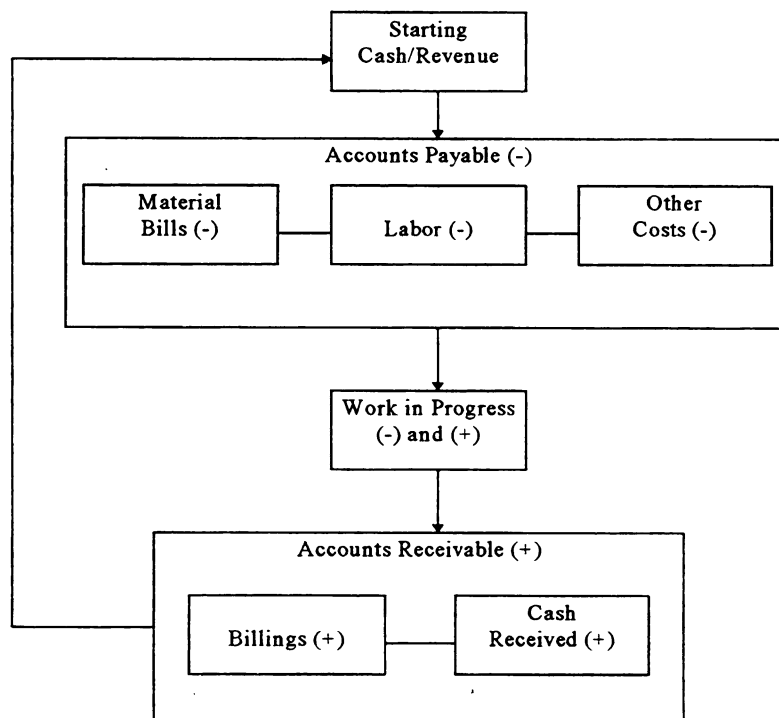 Starting
Cash/Revenue
Accounts Payable (-)
Material
Bills (-)
Labor (-)
Other
Costs (-)
Work in Progress
(-) and (+)
Accounts Receivable (+)
Billings (+)
Cash
Received (+)